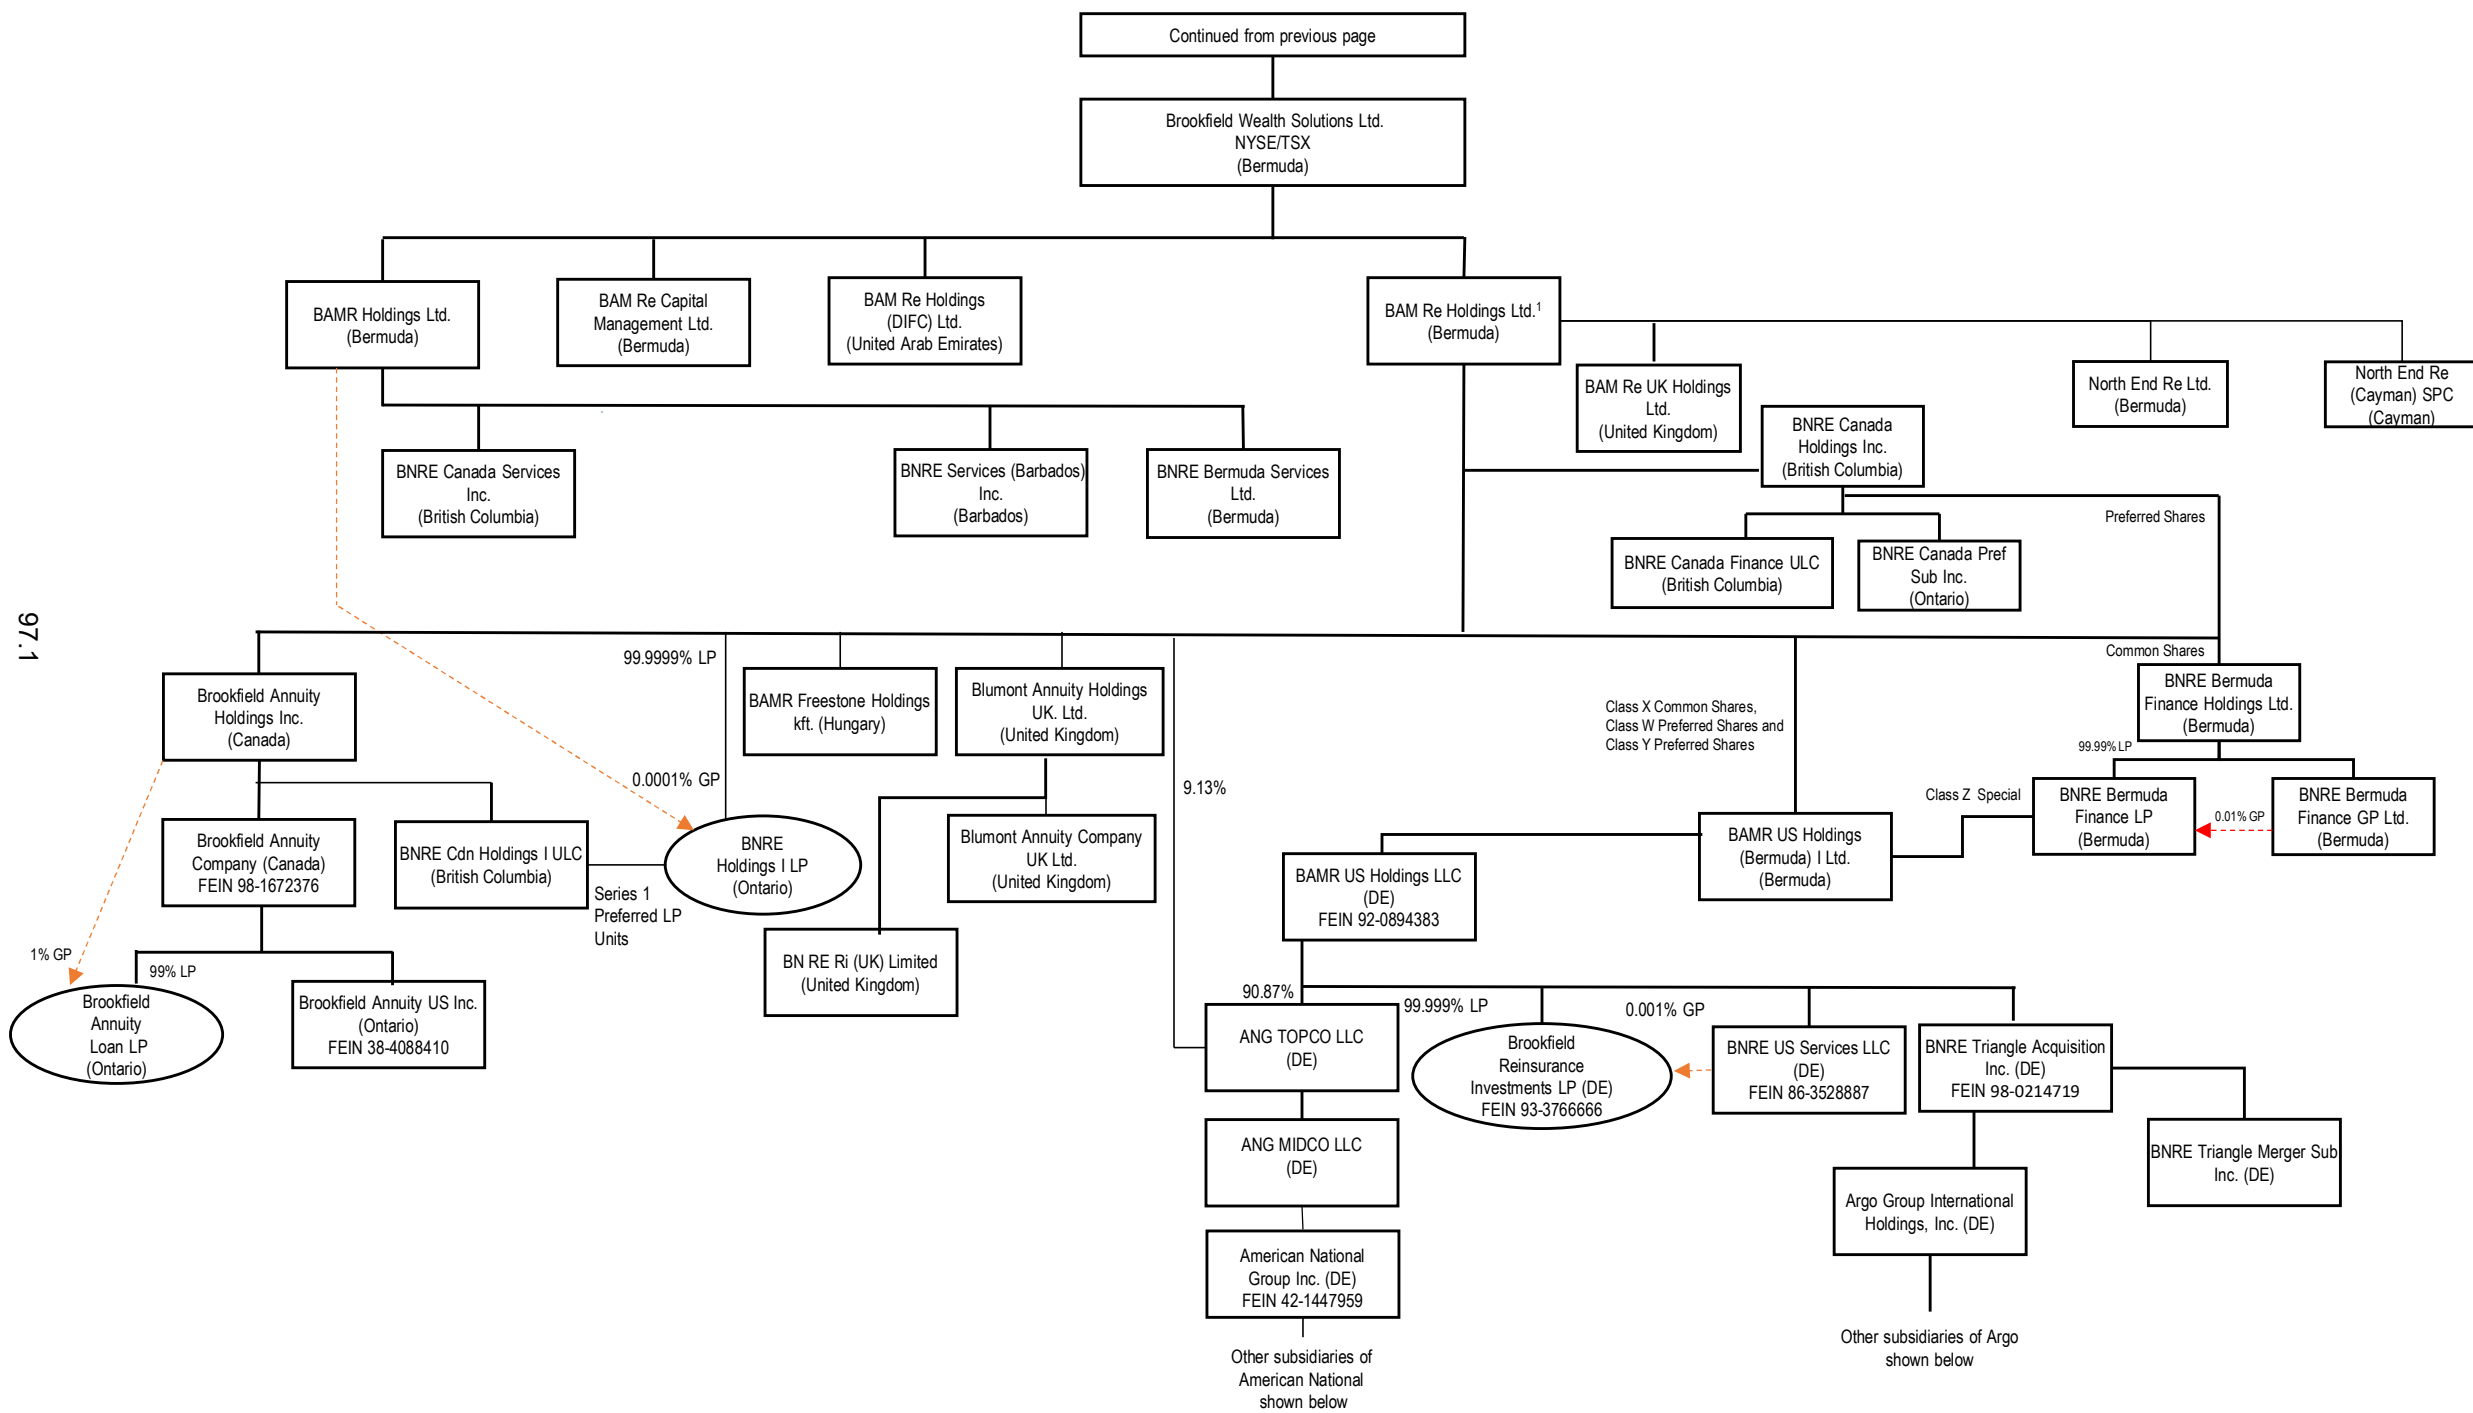 Continued from previous page
Brookfield Wealth Solutions Ltd.
NYSE/TSX
(Bermuda)
BAMR Holdings Ltd.
(Bermuda)
BAM Re Capital
Management Ltd.
(Bermuda)
BAM Re Holdings
(DIFC) Ltd.
(United Arab Emirates)
BAM Re Holdings Ltd.1
(Bermuda)
BAM Re UK Holdings
Ltd.
(United Kingdom)
North End Re Ltd.
(Bermuda)
North End Re
(Cayman) SPC
(Cayman)
BNRE Canada
Holdings Inc.
(British Columbia)
BNRE Canada Services
Inc.
(British Columbia)
BNRE Services (Barbados)
Inc.
(Barbados)
BNRE Bermuda Services
Ltd.
(Bermuda)
Preferred Shares
BNRE Canada Finance ULC
(British Columbia)
BNRE Canada Pref
Sub Inc.
(Ontario)
97.1
99.9999% LP
Common Shares
Brookfield Annuity
Holdings Inc.
(Canada)
BAMR Freestone Holdings
kft. (Hungary)
Blumont Annuity Holdings
UK. Ltd.
(United Kingdom)
Class X Common Shares,
Class W Preferred Shares and
Class Y Preferred Shares
BNRE Bermuda
Finance Holdings Ltd.
(Bermuda)
99.99% LP
0.0001% GP
9.13%
Class Z Special
BNRE Bermuda
Finance LP
(Bermuda)
0.01% GP
BNRE Bermuda
Finance GP Ltd.
(Bermuda)
Brookfield Annuity
Company (Canada)
FEIN 98-1672376
BNRE Cdn Holdings I ULC
(British Columbia)
Series 1
Preferred LP
Units
BNRE
Holdings I LP
(Ontario)
Blumont Annuity Company
UK Ltd.
(United Kingdom)
BAMR US Holdings
(Bermuda) I Ltd.
(Bermuda)
BAMR US Holdings LLC
(DE)
FEIN 92-0894383
1% GP
99% LP
BN RE Ri (UK) Limited
(United Kingdom)
Brookfield
Annuity
Loan LP
(Ontario)
Brookfield Annuity US Inc.
(Ontario)
FEIN 38-4088410
90.87%
99.999% LP
0.001% GP
ANG TOPCO LLC
(DE)
Brookfield
Reinsurance
Investments LP (DE)
FEIN 93-3766666
BNRE US Services LLC
(DE)
FEIN 86-3528887
BNRE Triangle Acquisition
Inc. (DE)
FEIN 98-0214719
ANG MIDCO LLC
(DE)
BNRE Triangle Merger Sub
Inc. (DE)
Argo Group International
Holdings, Inc. (DE)
American National
Group Inc. (DE)
FEIN 42-1447959
Other subsidiaries of Argo
shown below
Other subsidiaries of
American National
shown below